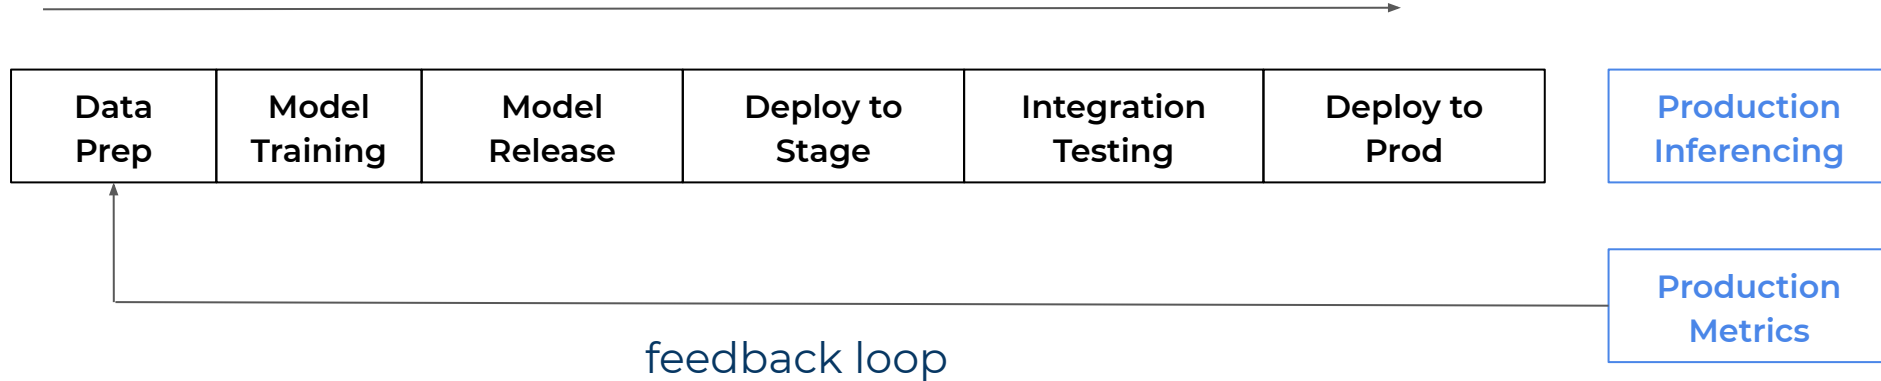 Data
Prep
Model
Training
Model
Release
Deploy to
Stage
Integration
Testing
Deploy to
Prod
Production
Inferencing
Production
Metrics
feedback loop